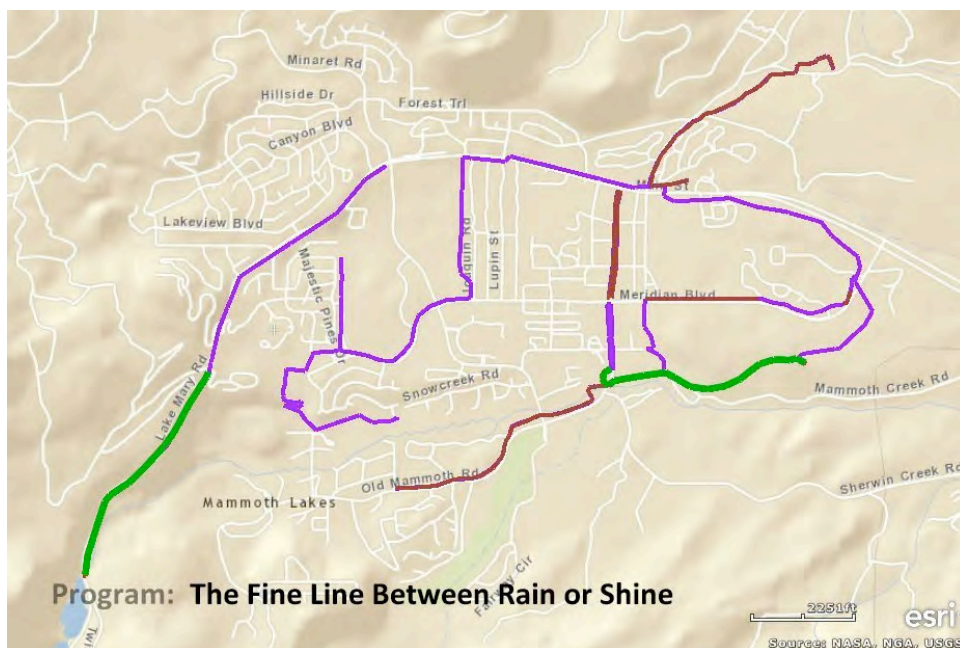 Minaret Rd
Hillside Dr
Forest Trl
Canyon Blvd
Lakeview Blvd
Majestic Pines Dr
Lupin St
Meridian Blvd
Lake Mary Rd
Snowcreek Rd
Mammoth Creek Rd
Old Mammoth Rd
Mammoth Lakes
Sherwin Creek Rd
Fairway Cir
Program: The Fine Line Between Rain or Shine
2251ft
esri
Source: NASA, NGA, USGS